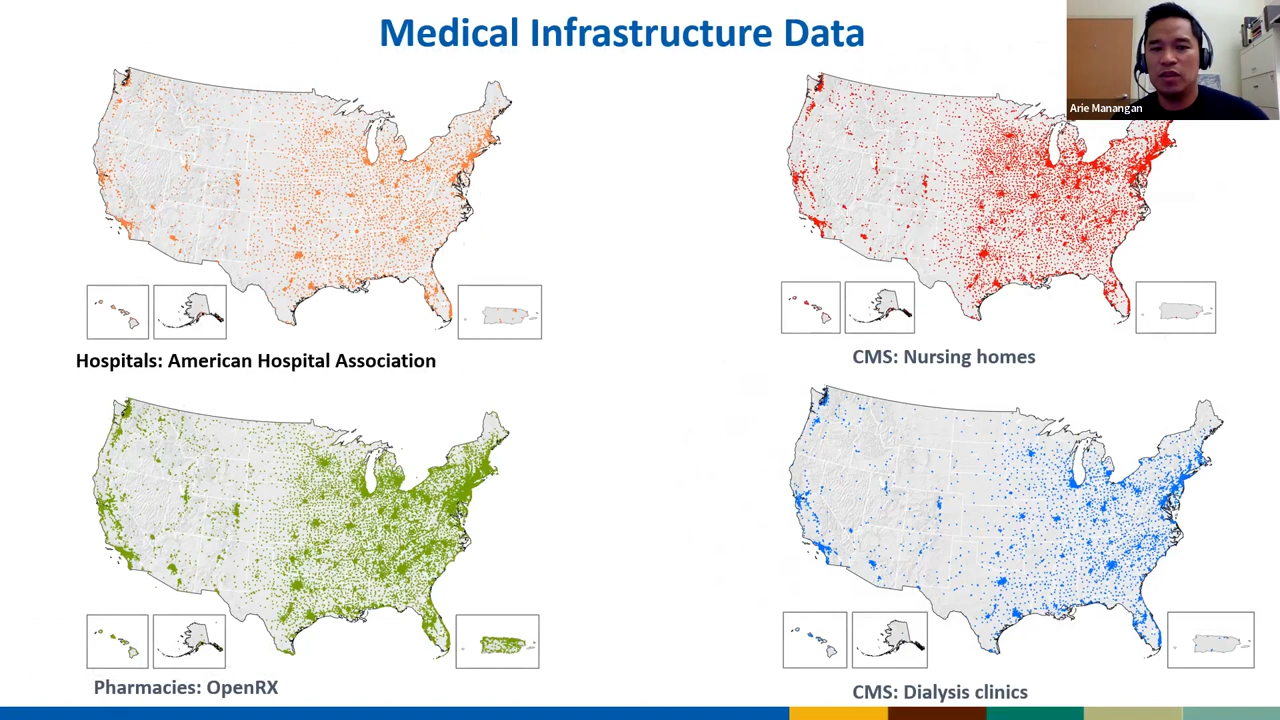 Medical Infrastructure Data
Arie Manangan
Hospitals: American Hospital Association
CMS: Nursing homes
Pharmacies: OpenRX
CMS: Dialysis clinics